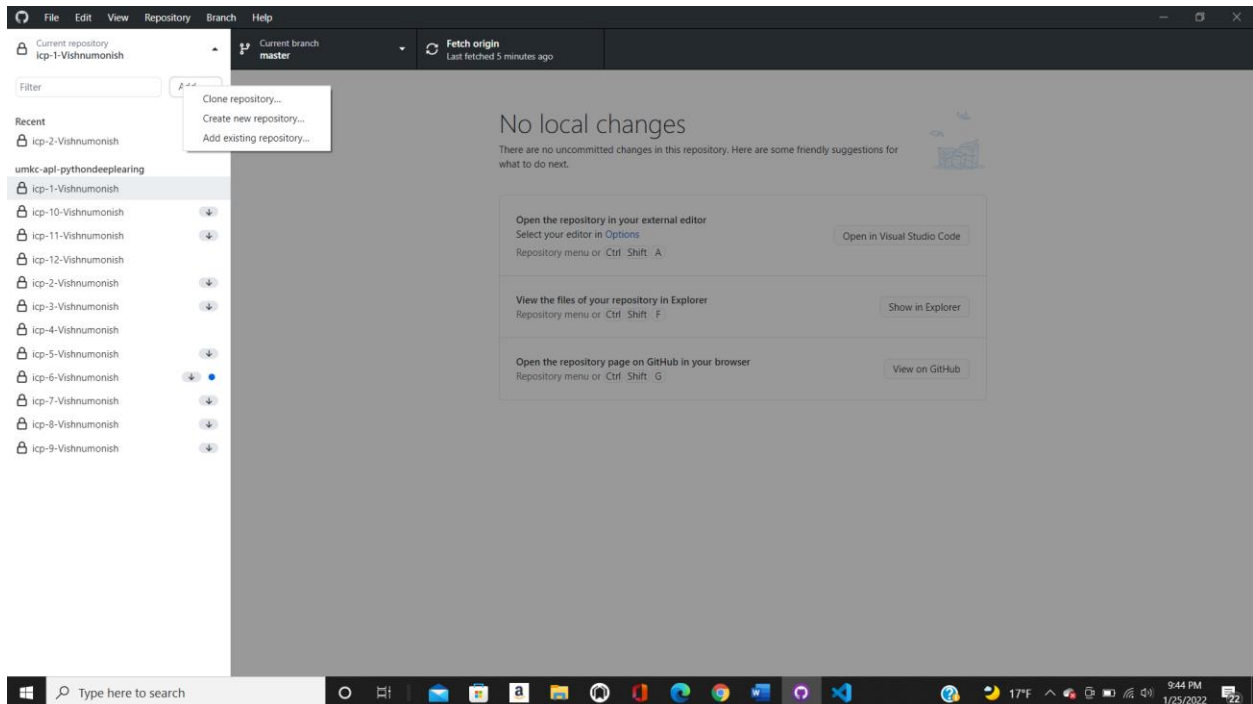 File Edit View Repository Branch Help
Current repository
icp-1-Vishnumonish
Current branch
master
Fetch origin
Last fetched 5 minutes ago
Filter
Clone repository...
Create new repository...
Add existing repository...
Recent
icp-2-Vishnumonish
umkc-apl-pythondeeplearing
icp-1-Vishnumonish
icp-10-Vishnumonish
icp-11-Vishnumonish
icp-12-Vishnumonish
icp-2-Vishnumonish
icp-3-Vishnumonish
icp-4-Vishnumonish
icp-5-Vishnumonish
icp-6-Vishnumonish
icp-7-Vishnumonish
icp-8-Vishnumonish
icp-9-Vishnumonish
No local changes
There are no uncommitted changes in this repository. Here are some friendly suggestions for
what to do next.
Open the repository in your external editor
Select your editor in Options
Repository menu or Ctrl Shift A
Open in Visual Studio Code
View the files of your repository in Explorer
Repository menu or Ctrl Shift F
Show in Explorer
Open the repository page on GitHub in your browser
Repository menu or Ctrl Shift G
View on GitHub
Type here to search
17°F
9:44 PM
1/25/2022
22